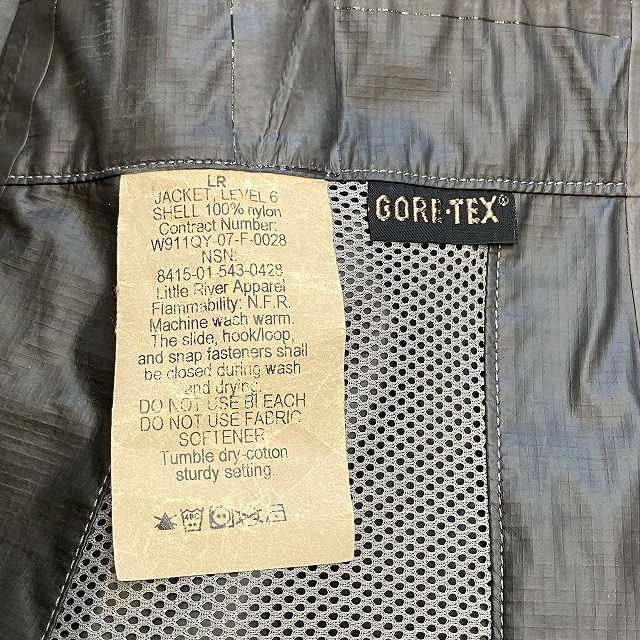 LR
JACKET, LEVEL 6
SHELL 100% nylon
Contract Number:
W911QY-07-F-0028
NSN:
8415-01-543-0428
Little River Apparel
Flammability: N.F.R.
Machine wash warm.
The slide, hook/loop,
and snap fasteners shall
be closed during wash
and drying.
DO NOT USE BLEACH
DO NOT USE FABRIC
SOFTENER
Tumble dry-cotton
sturdy setting
GORE-TEX®